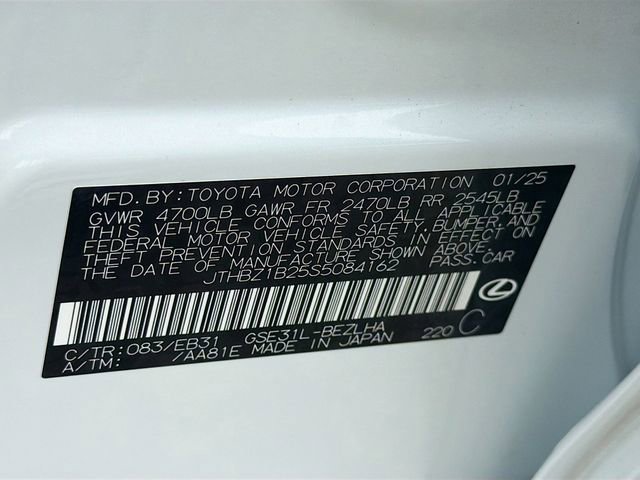 MFD. BY: TOYOTA MOTOR CORPORATION 01/25
GVWR 4700LB GAWR FR 2470LB RR 2545LB
THIS VEHICLE CONFORMS TO ALL APPLICABLE
FEDERAL MOTOR VEHICLE SAFETY, BUMPER, AND
THEFT PREVENTION STANDARDS IN EFFECT ON
THE DATE OF MANUFACTURE SHOWN ABOVE.
JTHBZ1B25S5084162 PASS. CAR
C/TR: 083/EB31 GSE31L-BEZLHA
A/TM: /AA81E MADE IN JAPAN 220 C